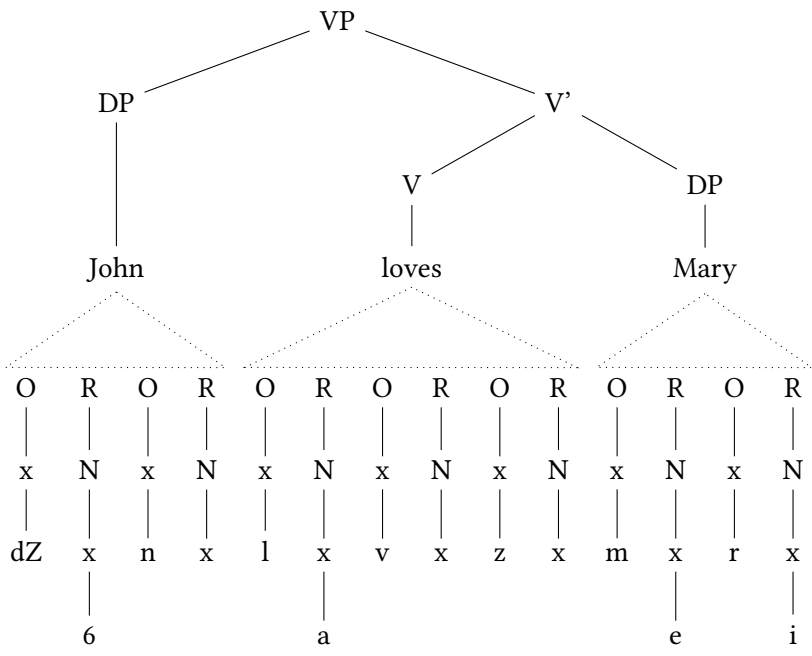 VP
DP V’
V DP
John loves Mary
O R O R O R O R O R O R O R
x N x N x N x N x N x N x N
dZ x n x l x v x z x m x r x
6 a e i